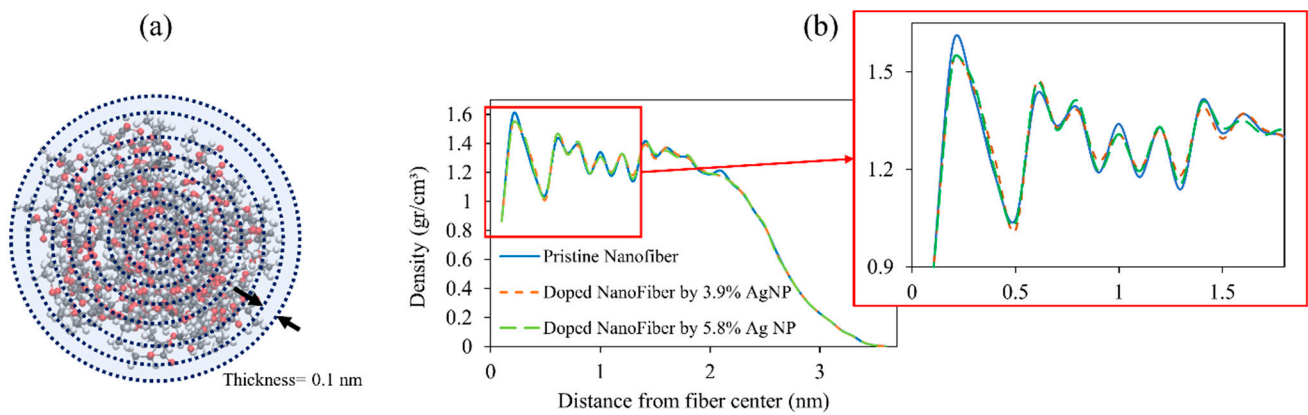 (a)
Thickness= 0.1 nm
(b)
Density (gr/cm³)
1.6
1.4
1.2
1
0.8
0.6
0.4
0.2
0
0
1
2
3
Distance from fiber center (nm)
Pristine Nanofiber
Doped NanoFiber by 3.9% AgNP
Doped NanoFiber by 5.8% Ag NP
1.5
1.2
0.9
0
0.5
1
1.5